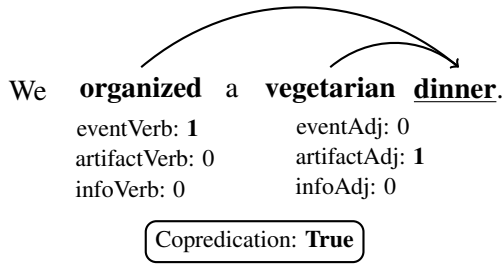 We organized a vegetarian dinner.
eventVerb: 1 eventAdj: 0
artifactVerb: 0 artifactAdj: 1
infoVerb: 0 infoAdj: 0
Copredication: True